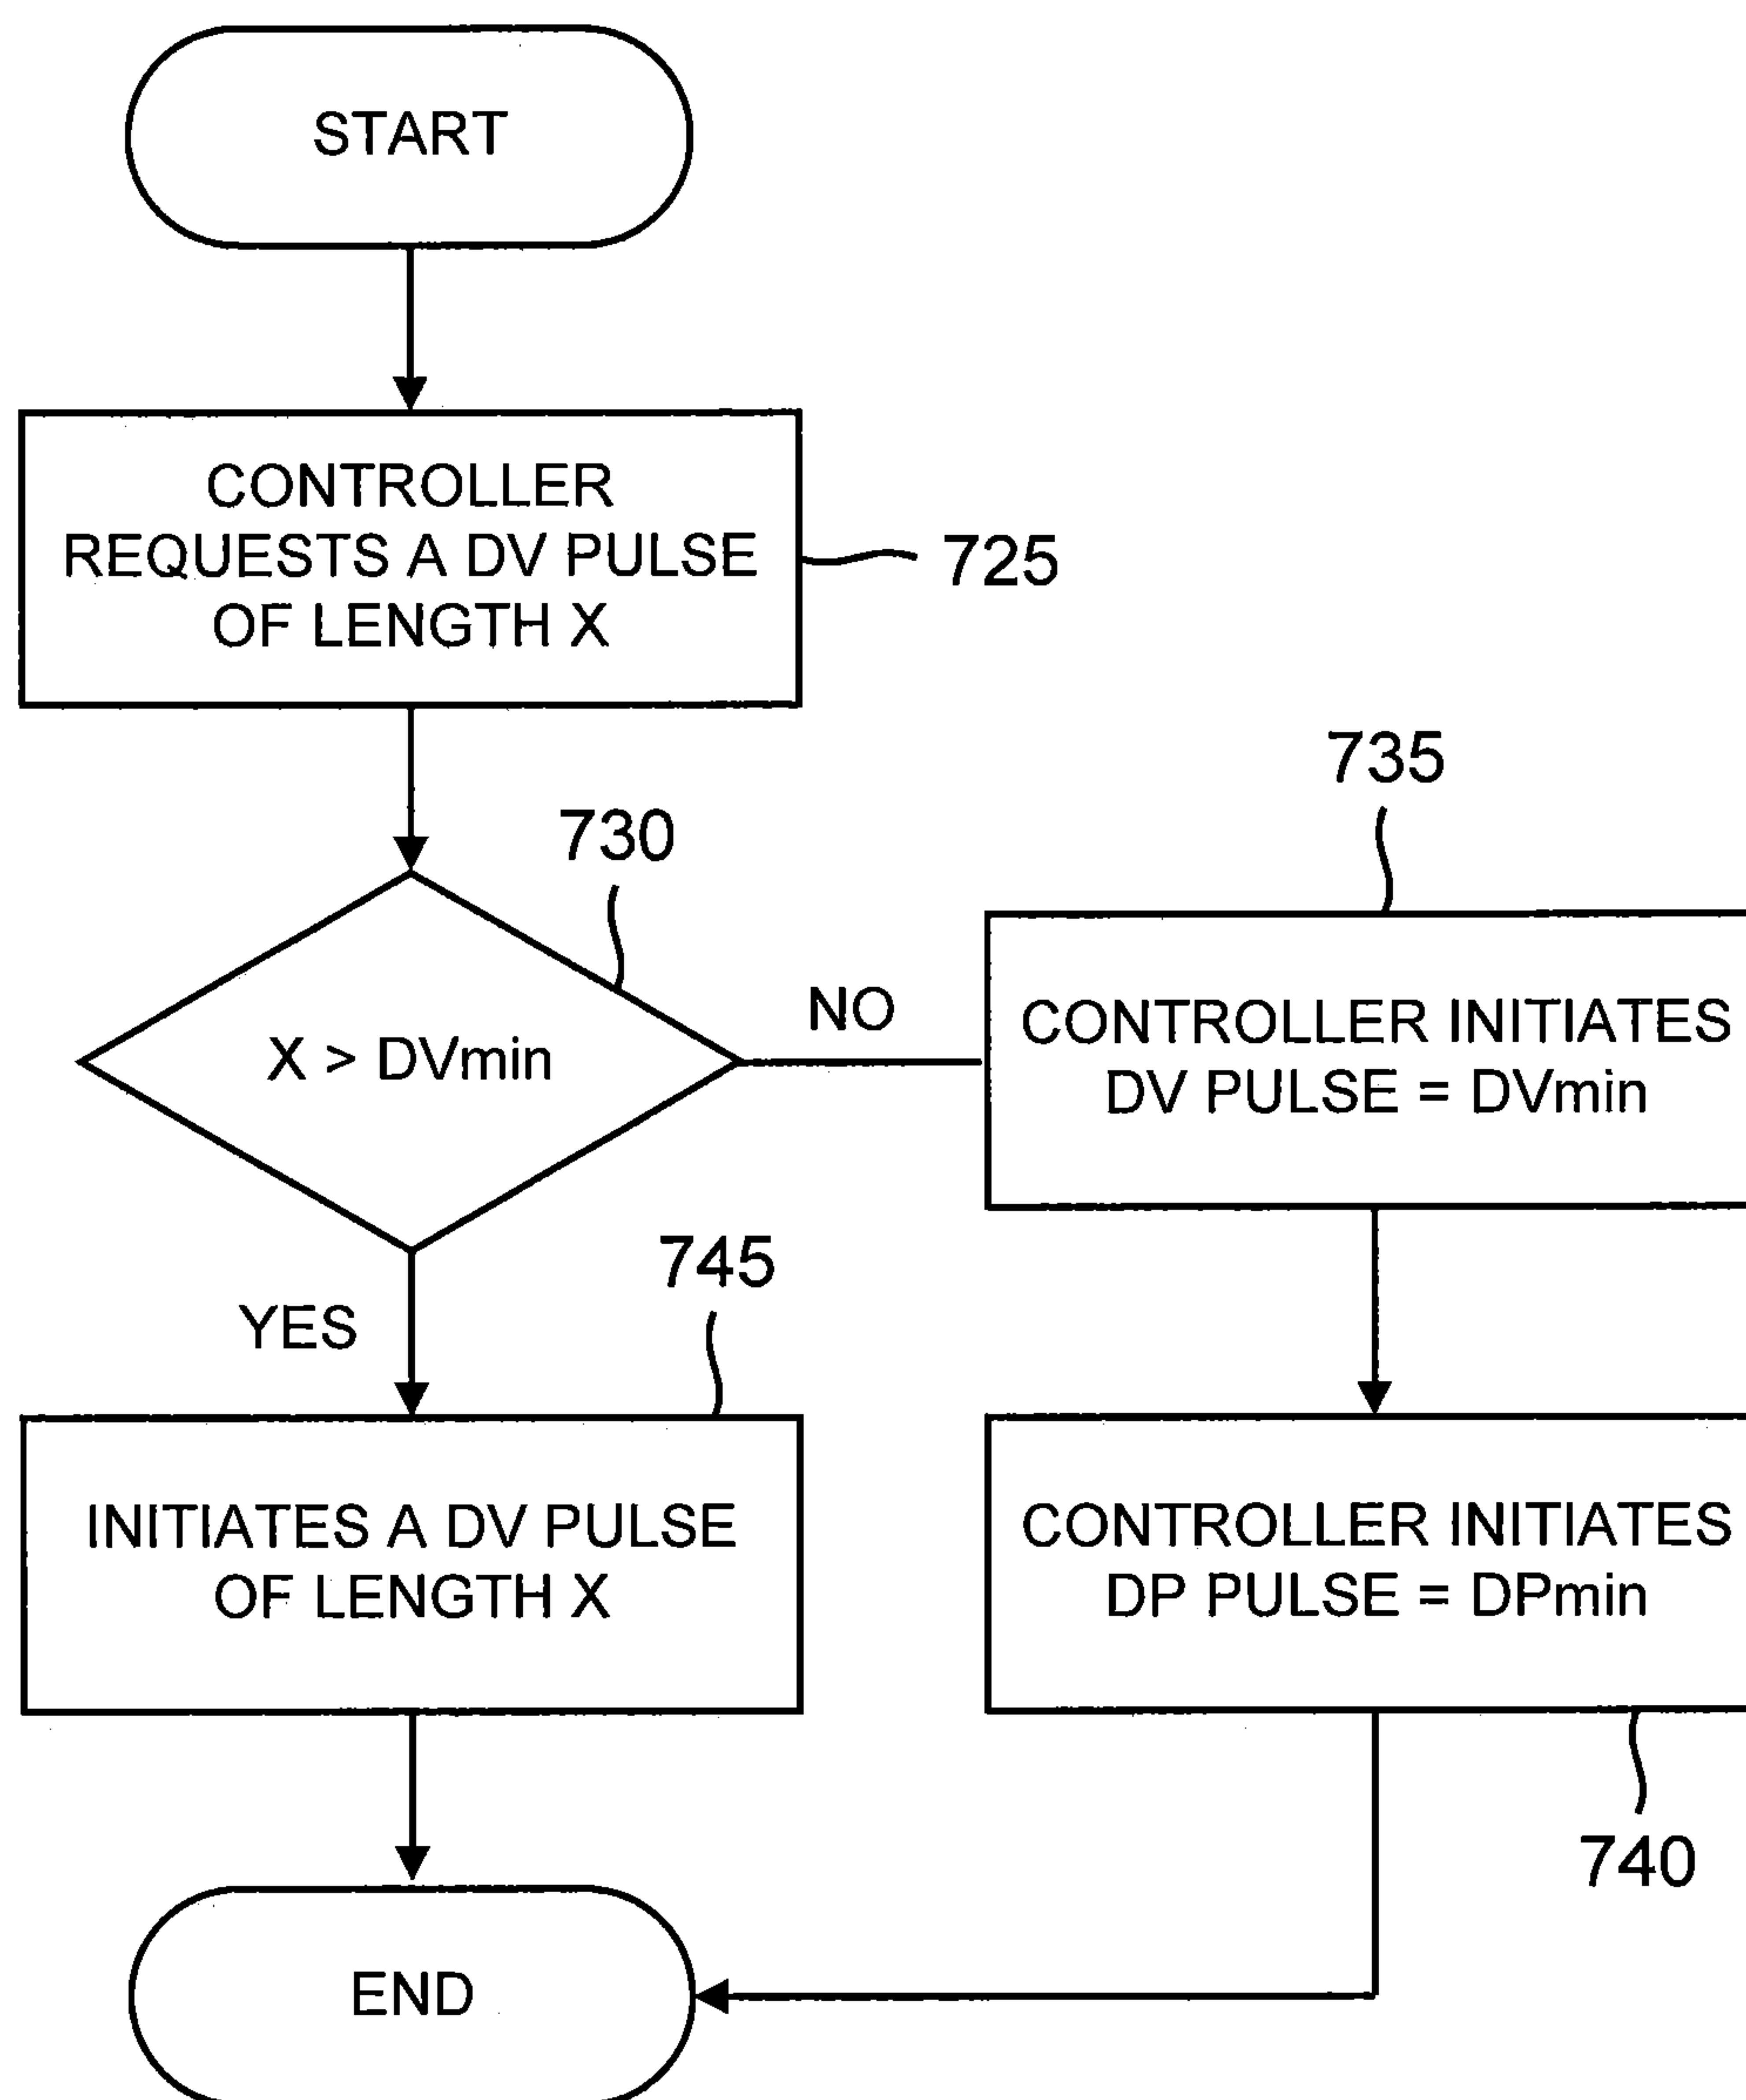 START
CONTROLLER
REQUESTS A DV PULSE
OF LENGTH X
725
730
X > DVmin
NO
735
CONTROLLER INITIATES
DV PULSE = DVmin
YES
745
INITIATES A DV PULSE
OF LENGTH X
CONTROLLER INITIATES
DP PULSE = DPmin
740
END